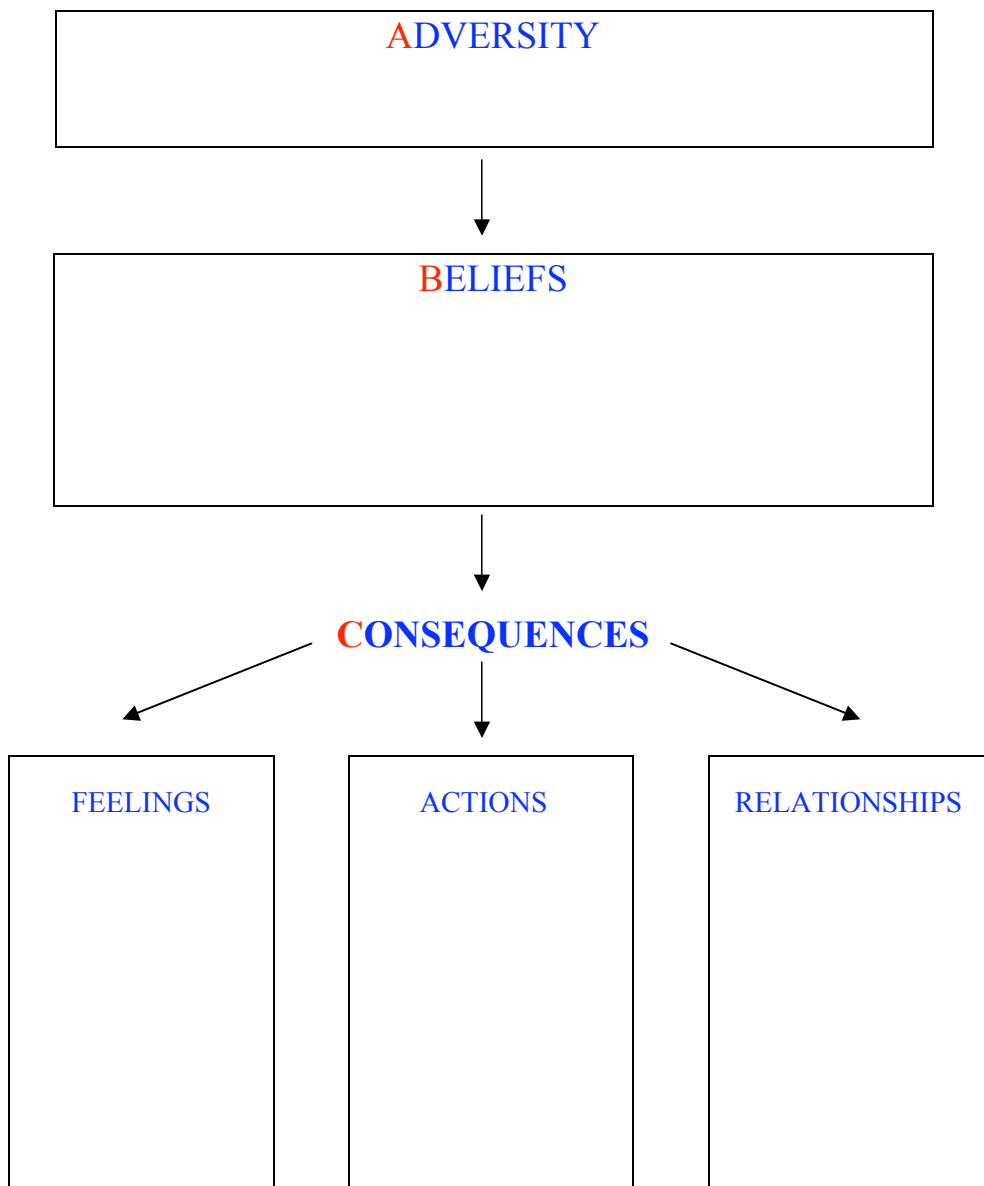 ADVERSITY
BELIEFS
CONSEQUENCES
FEELINGS
ACTIONS
RELATIONSHIPS